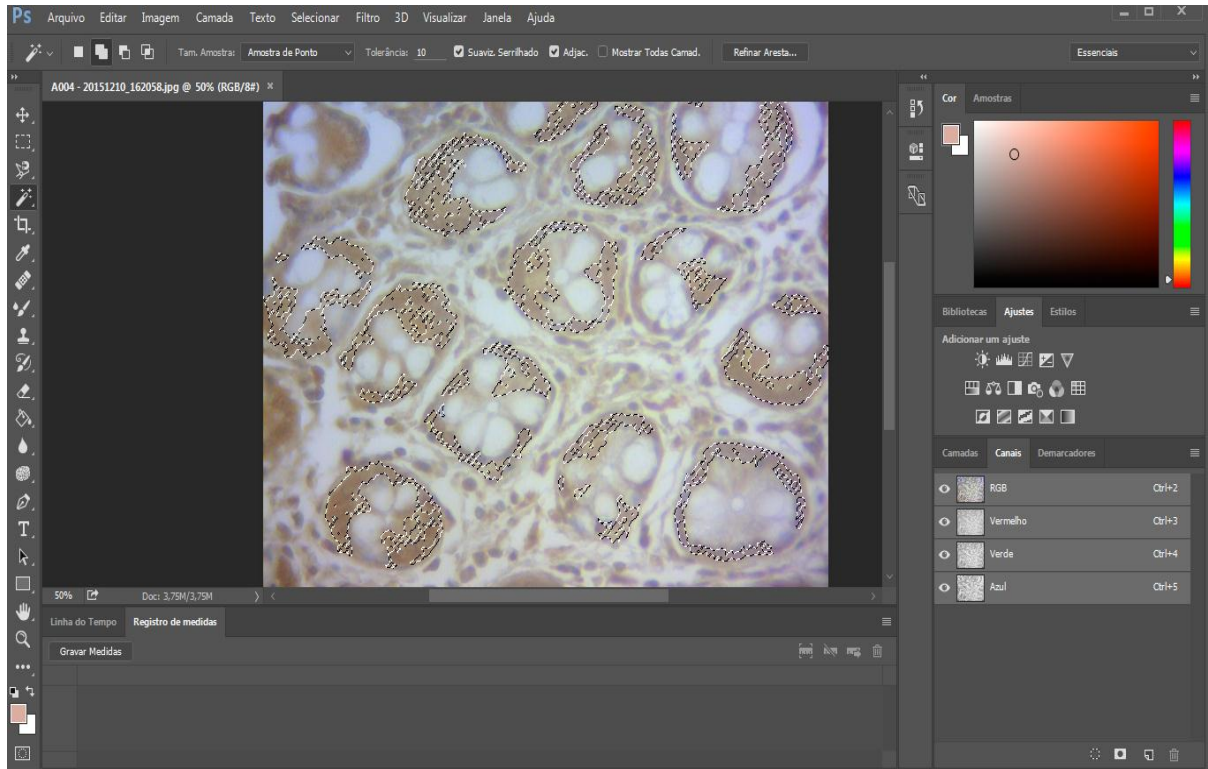 Ps Arquivo Editar Imagem Camada Texto Selecionar Filtro 3D Visualizar Janela Ajuda
Tam. Amostra: Amostra de Ponto Tolerância: 10 Suaviz. Serrilhado Adjac. Mostrar Todas Camad. Refinar Aresta... Essenciais
A004 - 20151210_162058.jpg @ 50% (RGB/8#) ×
Cor Amostras
Bibliotecas Ajustes Estilos
Adicionar um ajuste
Camadas Canais Demarcadores
RGB Ctrl+2
Vermelho Ctrl+3
Verde Ctrl+4
Azul Ctrl+5
50% Doc: 3,75M/3,75M
Linha do Tempo Registro de medidas
Gravar Medidas